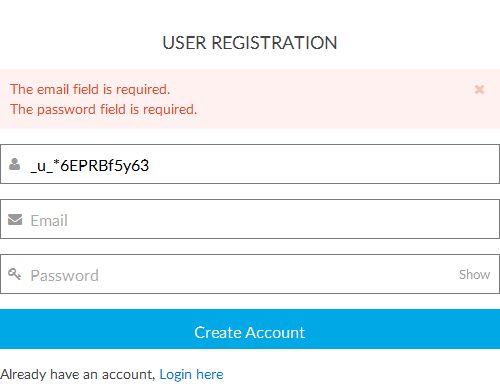 USER REGISTRATION
The email field is required.
The password field is required.
_u_*6EPRBf5y63
Email
Password Show
Create Account
Already have an account, Login here